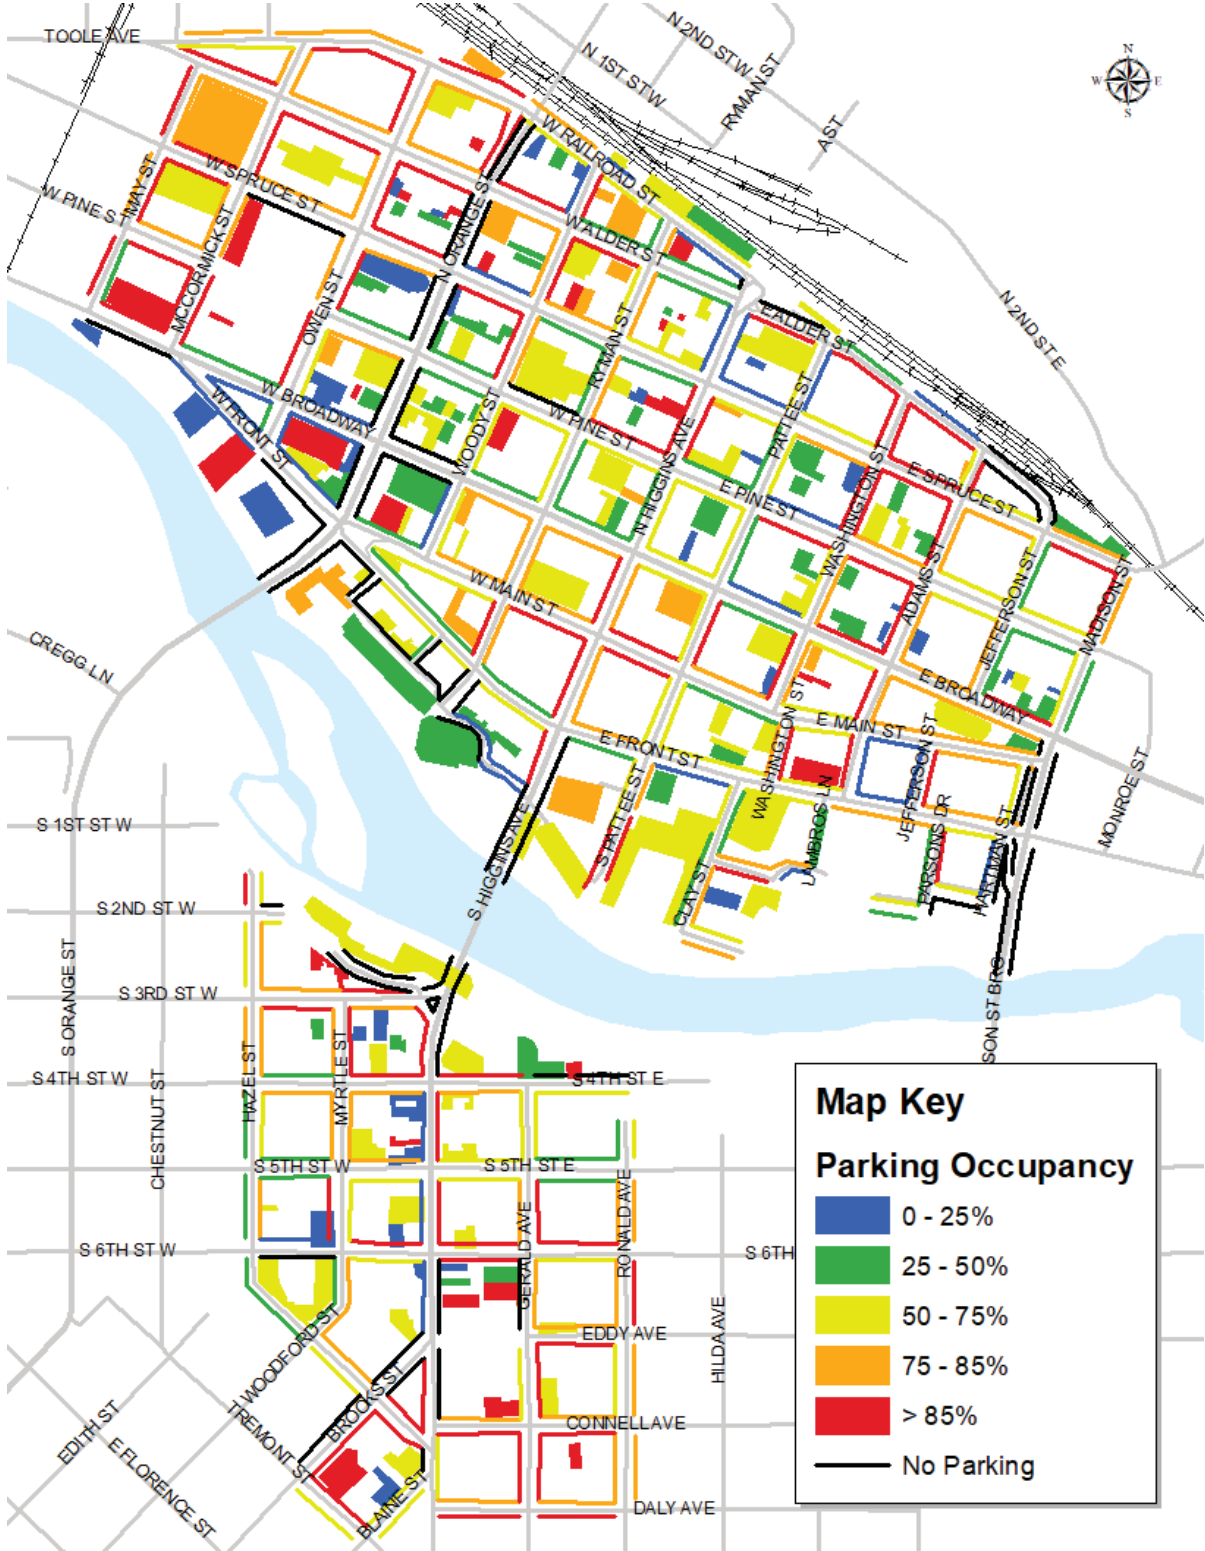 TOOLE AVE
N 2ND ST W
N 1ST ST W
RYMAN ST
A ST
N
W
E
S
W RAILROAD ST
MAY ST
W SPRUCE ST
W PINE ST
MCCORMICK ST
N ORANGE ST
W ALDER ST
OWEN ST
RYMAN ST
E ALDER ST
N 2ND ST E
W BROADWAY
W FRONT ST
WOODY ST
W PINE ST
N HIGGINS AVE
PATTEE ST
E PINE ST
WASHINGTON ST
E SPRUCE ST
ADAMS ST
JEFFERSON ST
MADISON ST
W MAIN ST
CREGG LN
E BROADWAY
E MAIN ST
E FRONT ST
WASHINGTON ST
S PATTEE ST
JEFFERSON ST
LAMBROS LN
PARSONS DR
HARTMAN ST
MONROE ST
CLAY ST
S HIGGINS AVE
S 1ST ST W
S 2ND ST W
S ORANGE ST
S 3RD ST W
SON ST BRG
HAZEL ST
MYRTLE ST
S 4TH ST W
S 4TH ST E
CHESTNUT ST
S 5TH ST W
S 5TH ST E
GERALD AVE
RONALD AVE
S 6TH ST W
S 6TH
EDDY AVE
HILDA AVE
WOODFORD ST
BROOKS ST
TREMONT ST
EDITH ST
E FLORENCE ST
CONNELL AVE
BLAINE ST
DALY AVE
Map Key
Parking Occupancy
0 - 25%
25 - 50%
50 - 75%
75 - 85%
> 85%
No Parking